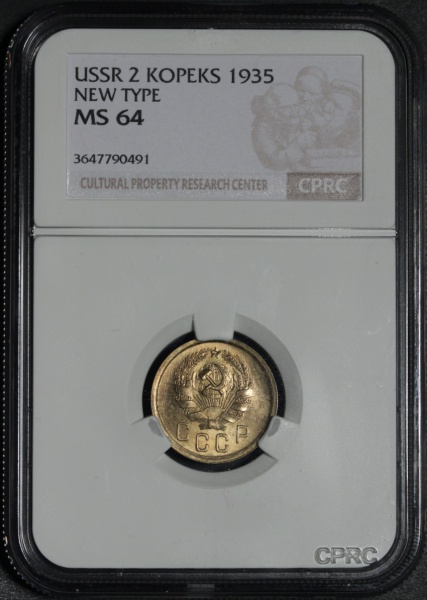 USSR 2 KOPEKS 1935
NEW TYPE
MS 64
3647790491
CULTURAL PROPERTY RESEARCH CENTER CPRC
СССР
CPRC